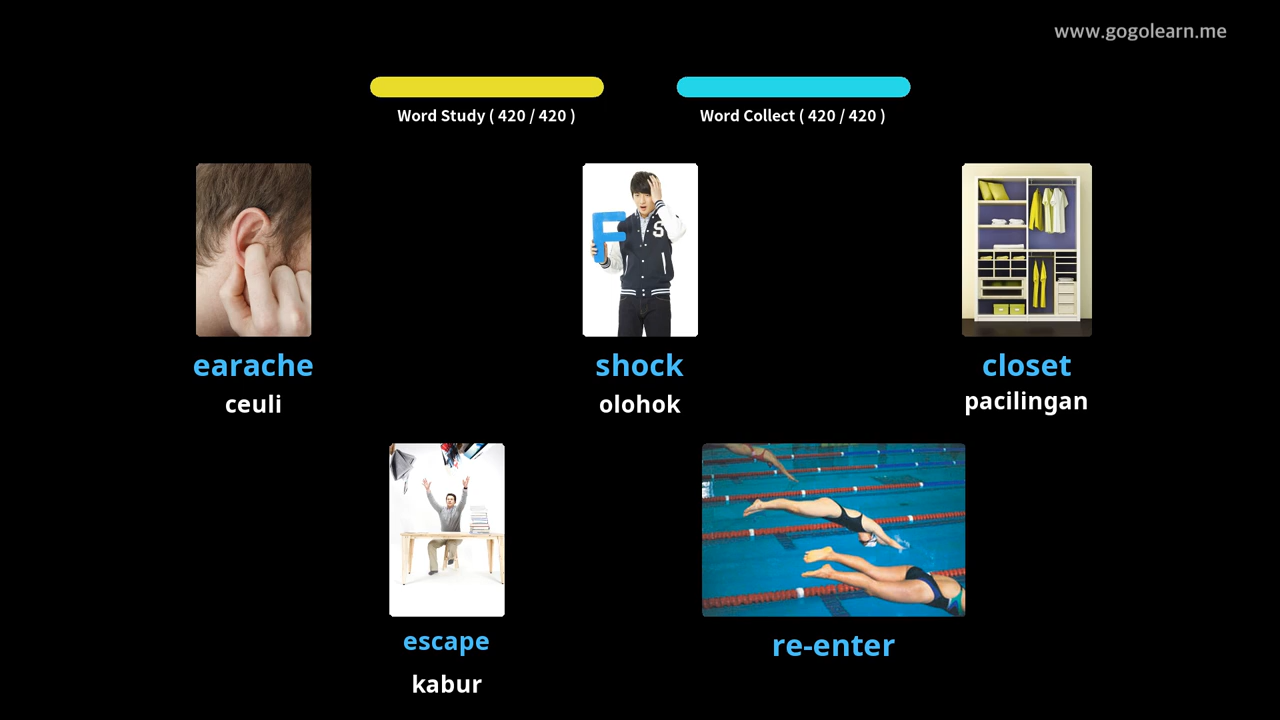 www.gogolearn.me
Word Study ( 420 / 420 )
Word Collect ( 420 / 420 )
F
S
earache
ceuli
shock
olohok
closet
pacilingan
escape
kabur
re-enter